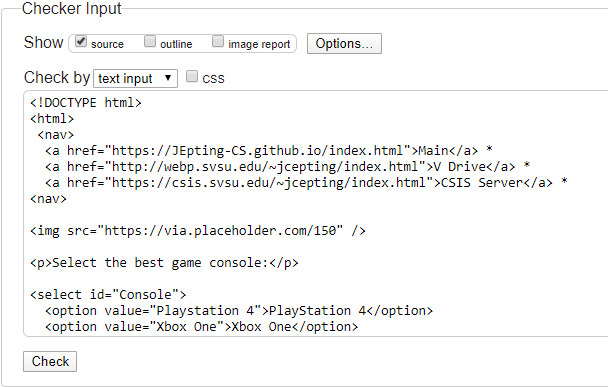 Checker Input
Show source outline image report Options...
Check by text input CSS
<!DOCTYPE html>
<html>
 <nav>
  <a href="https://JEpting-CS.github.io/index.html">Main</a> *
  <a href="http://webp.svsu.edu/~jcepting/index.html">V Drive</a> *
  <a href="https://csis.svsu.edu/~jcepting/index.html">CSIS Server</a> *
<nav>
<img src="https://via.placeholder.com/150" />
<p>Select the best game console:</p>
<select id="Console">
  <option value="Playstation 4">PlayStation 4</option>
  <option value="Xbox One">Xbox One</option>
Check